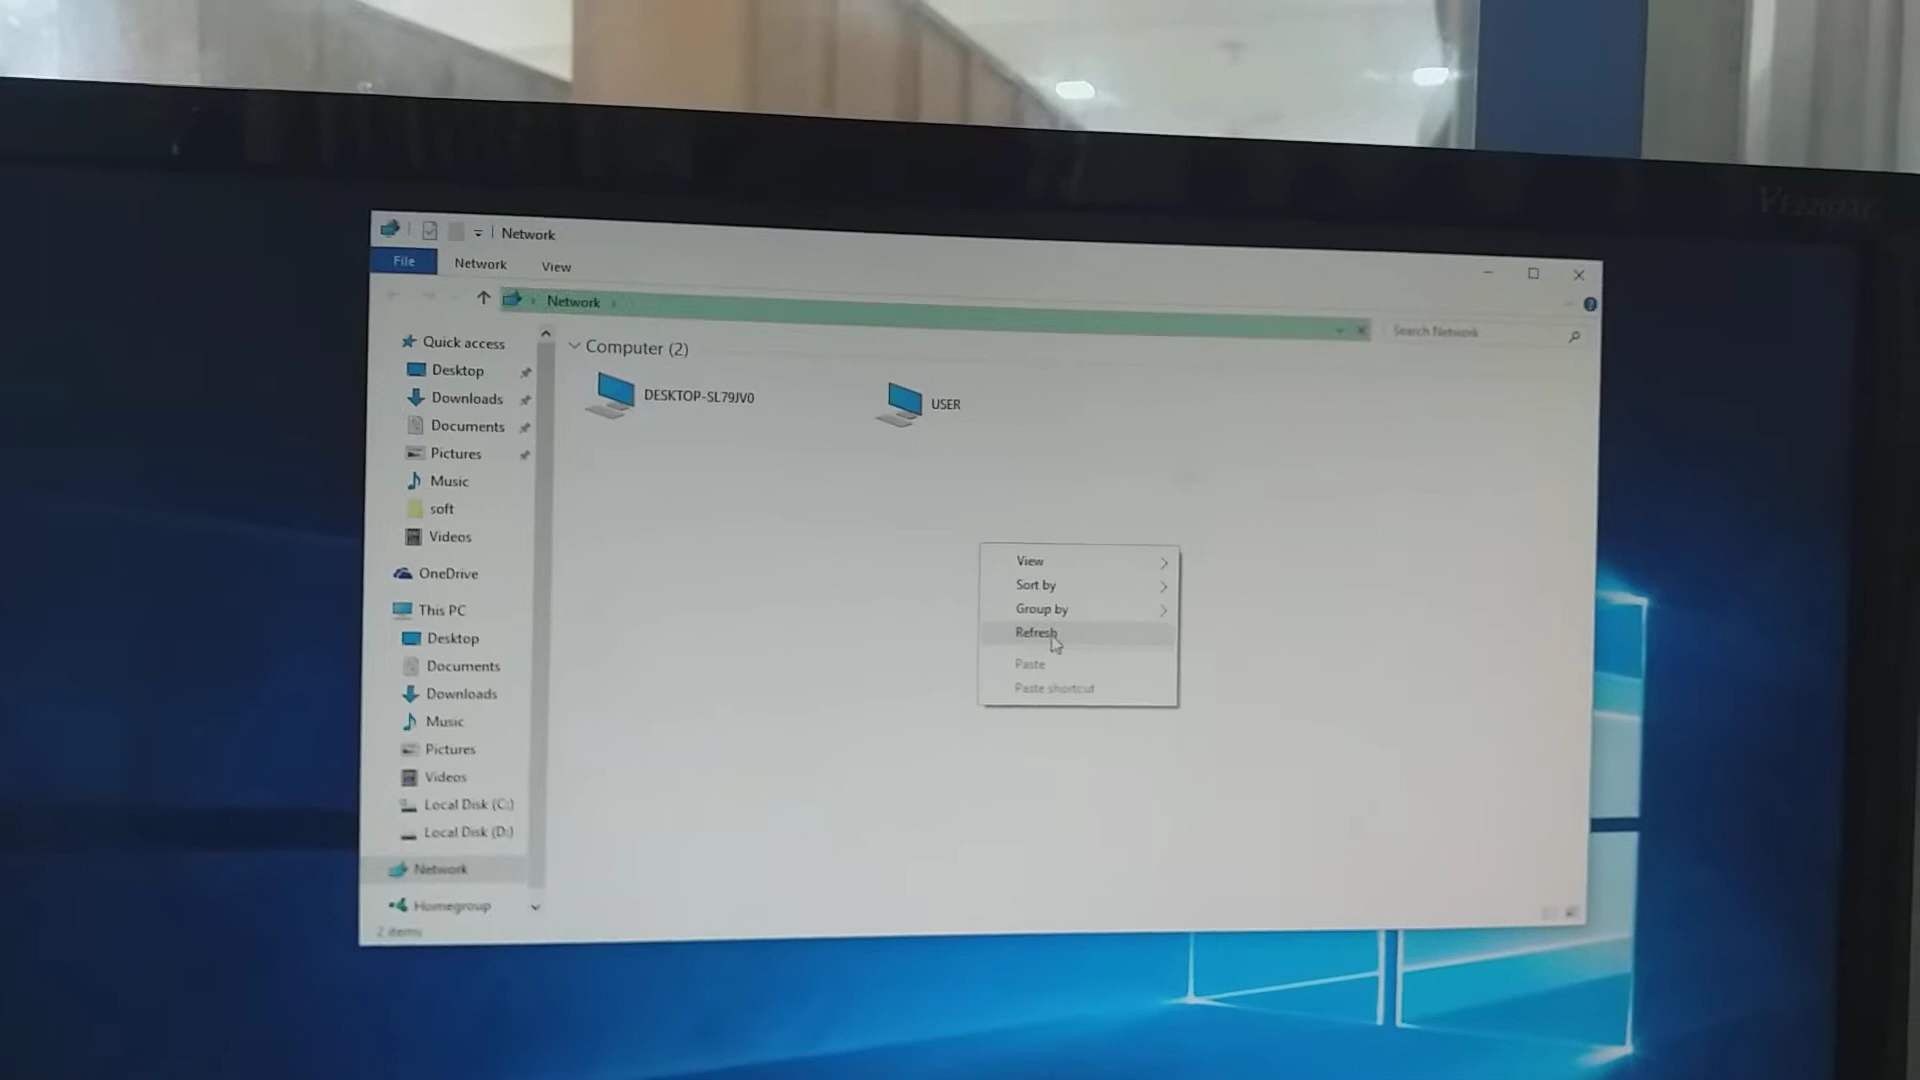 Network
File
Network
View
Network
Search Network
Quick access
Desktop
Downloads
Documents
Pictures
Music
soft
Videos
OneDrive
This PC
Desktop
Documents
Downloads
Music
Pictures
Videos
Local Disk (C:)
Local Disk (D:)
Network
Homegroup
2 items
Computer (2)
DESKTOP-SL79JV0
USER
View
Sort by
Group by
Refresh
Paste
Paste shortcut